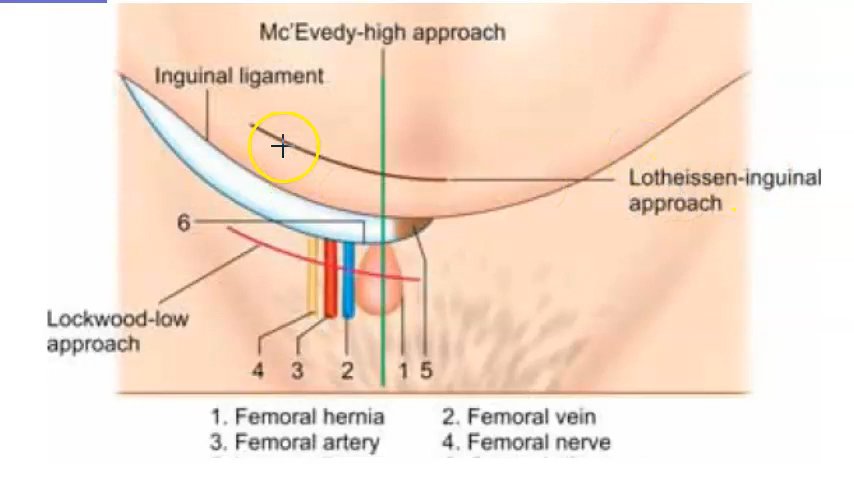 Mc'Evedy-high approach
Inguinal ligament
Lotheissen-inguinal
approach
6
Lockwood-low
approach
4 3 2 1 5
1. Femoral hernia 2. Femoral vein
3. Femoral artery 4. Femoral nerve